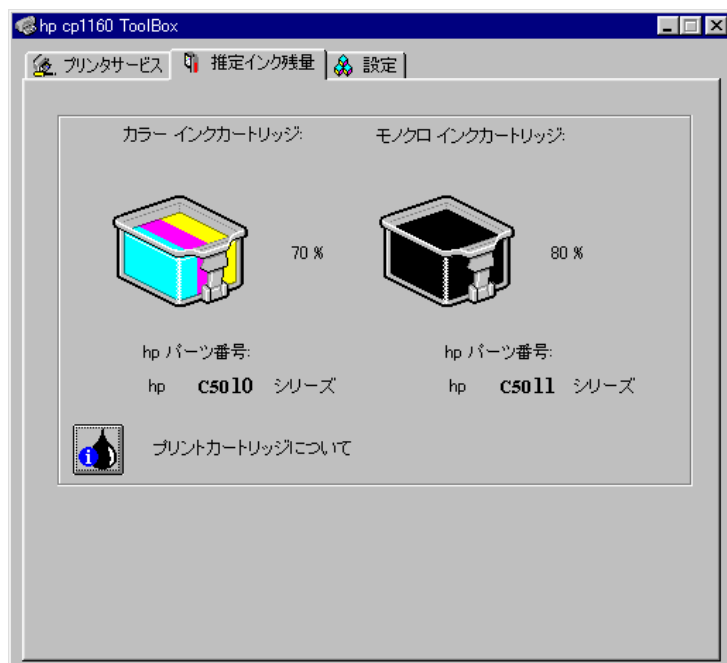 hp cp1160 ToolBox
プリンタサービス 推定インク残量 設定
カラー インクカートリッジ: モノクロ インクカートリッジ:
70 % 80 %
hp パーツ番号: hp パーツ番号:
hp C5010 シリーズ hp C5011 シリーズ
i プリントカートリッジについて